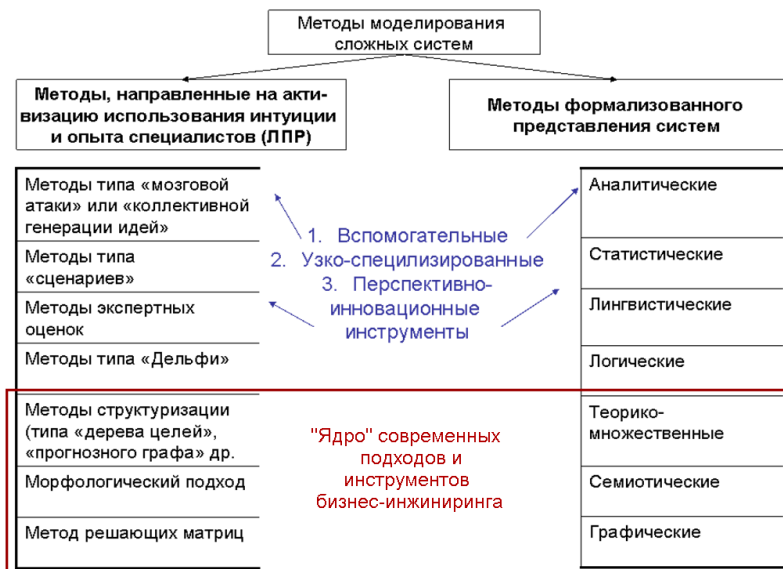 Методы моделирования
сложных систем
Методы, направленные на акти-
визацию использования интуиции
и опыта специалистов (ЛПР)
Методы формализованного
представления систем
Методы типа «мозговой
атаки» или «коллективной
генерации идей»
Методы типа
«сценариев»
Методы экспертных
оценок
Методы типа «Дельфи»
Методы структуризации
(типа «дерева целей»,
«прогнозного графа» др.
Морфологический подход
Метод решающих матриц
1. Вспомогательные
2. Узко-специлизированные
3. Перспективно-
инновационные
инструменты
"Ядро" современных
подходов и
инструментов
бизнес-инжиниринга
Аналитические
Статистические
Лингвистические
Логические
Теорико-
множественные
Семиотические
Графические